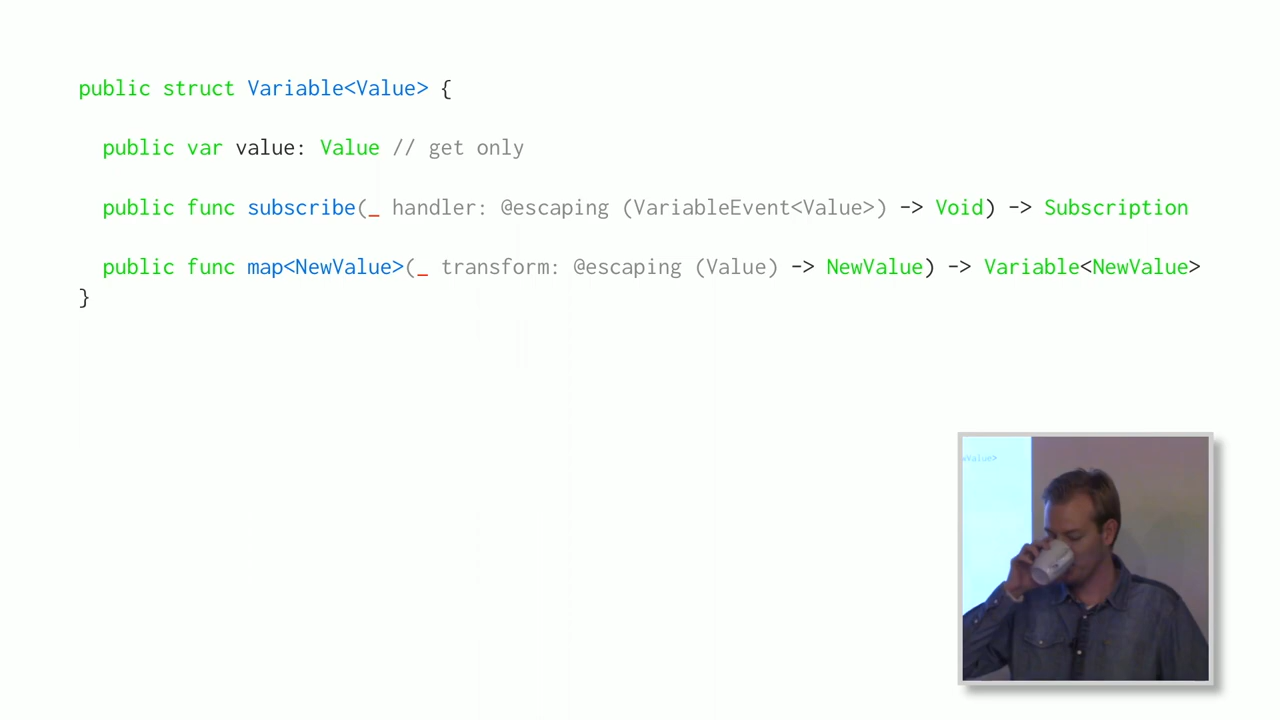 public struct Variable<Value> {
public var value: Value // get only
public func subscribe(_ handler: @escaping (VariableEvent<Value>) -> Void) -> Subscription
public func map<NewValue>(_ transform: @escaping (Value) -> NewValue) -> Variable<NewValue>
}
wValue>